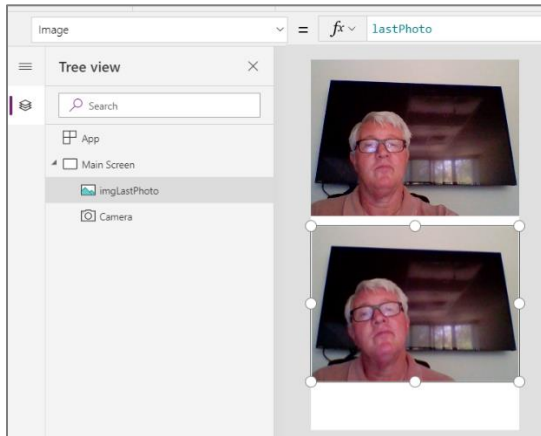 Image = fx lastPhoto
Tree view
Search
App
Main Screen
imgLastPhoto
Camera